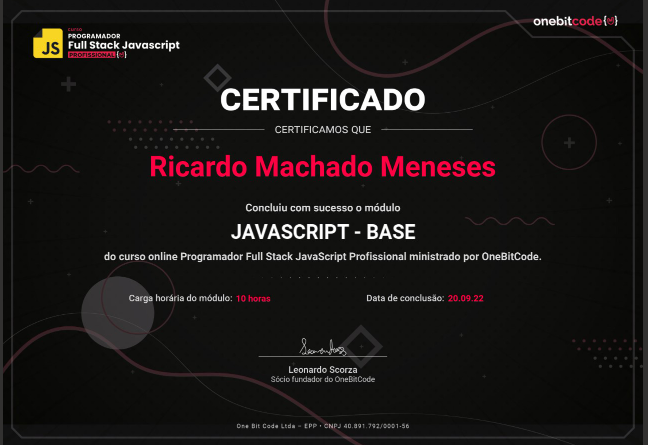 CURSO
PROGRAMADOR
JS Full Stack Javascript
PROFISSIONAL
onebitcode
CERTIFICADO
CERTIFICAMOS QUE
Ricardo Machado Meneses
Concluiu com sucesso o módulo
JAVASCRIPT - BASE
do curso online Programador Full Stack JavaScript Profissional ministrado por OneBitCode.
Carga horária do módulo: 10 horas
Data de conclusão: 20.09.22
Leonardo Scorza
Sócio fundador do OneBitCode
One Bit Code Ltda – EPP • CNPJ 40.891.792/0001-56